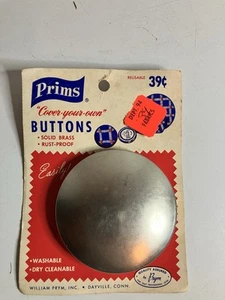 REUSABLE
39¢
Prims
"Cover-your-own"
BUTTONS
• SOLID BRASS
• RUST-PROOF
Easily
• WASHABLE
• DRY CLEANABLE
WILLIAM PRYM, INC. • DAYVILLE, CONN.